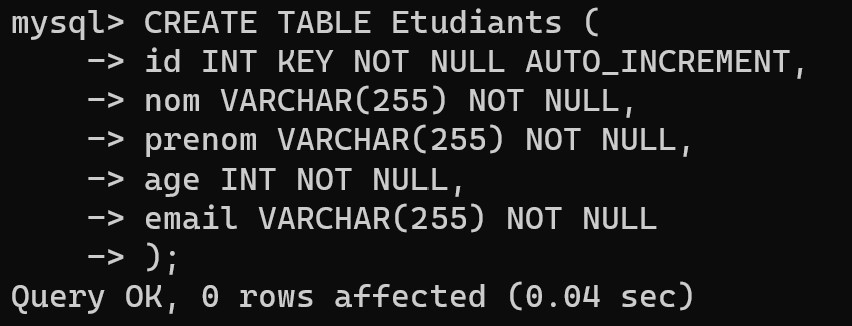 mysql> CREATE TABLE Etudiants (
    -> id INT KEY NOT NULL AUTO_INCREMENT,
    -> nom VARCHAR(255) NOT NULL,
    -> prenom VARCHAR(255) NOT NULL,
    -> age INT NOT NULL,
    -> email VARCHAR(255) NOT NULL
    -> );
Query OK, 0 rows affected (0.04 sec)